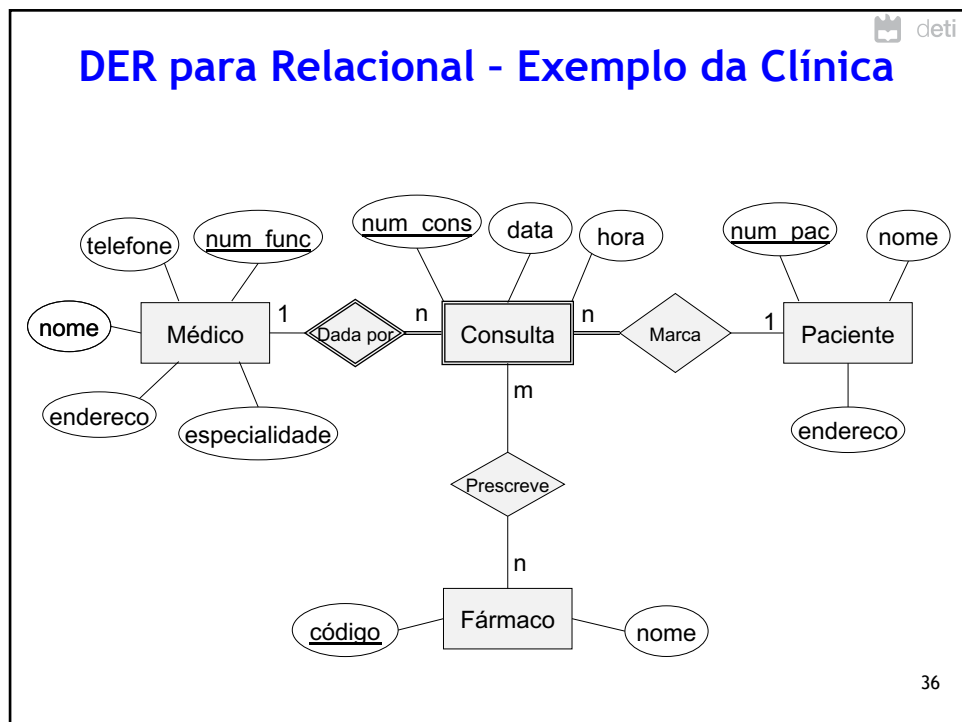 deti
DER para Relacional - Exemplo da Clínica
telefone
num_func
num_cons
data
hora
num_pac
nome
nome
Médico
1
Dada por
n
Consulta
n
Marca
1
Paciente
endereco
especialidade
m
endereco
Prescreve
n
código
Fármaco
nome
36